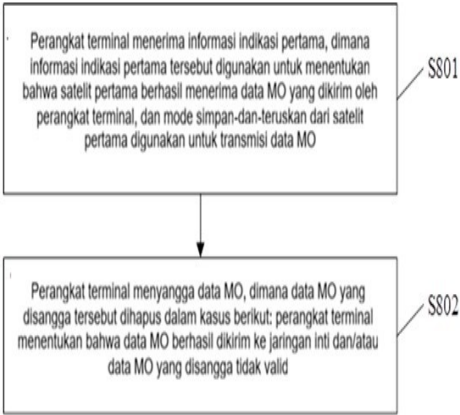 Perangkat terminal menerima informasi indikasi pertama, dimana
informasi indikasi pertama tersebut digunakan untuk menentukan
bahwa satelit pertama berhasil menerima data MO yang dikirim oleh
perangkat terminal, dan mode simpan-dan-teruskan dari satelit
pertama digunakan untuk transmisi data MO
S801
Perangkat terminal menyangga data MO, dimana data MO yang
disangga tersebut dihapus dalam kasus berikut: perangkat terminal
menentukan bahwa data MO berhasil dikirim ke jaringan inti dan/atau
data MO yang disangga tidak valid
S802